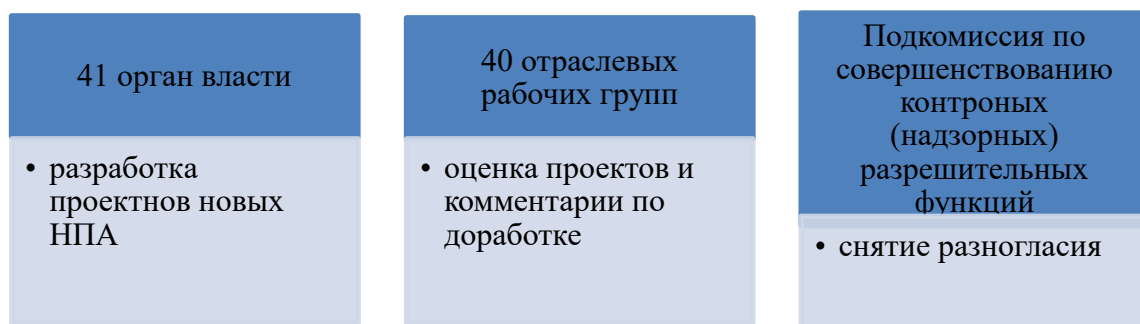 41 орган власти
• разработка
проектнов новых
НПА
40 отраслевых
рабочих групп
• оценка проектов и
комментарии по
доработке
Подкомиссия по
совершенствованию
контроных
(надзорных)
разрешительных
функций
• снятие разногласия